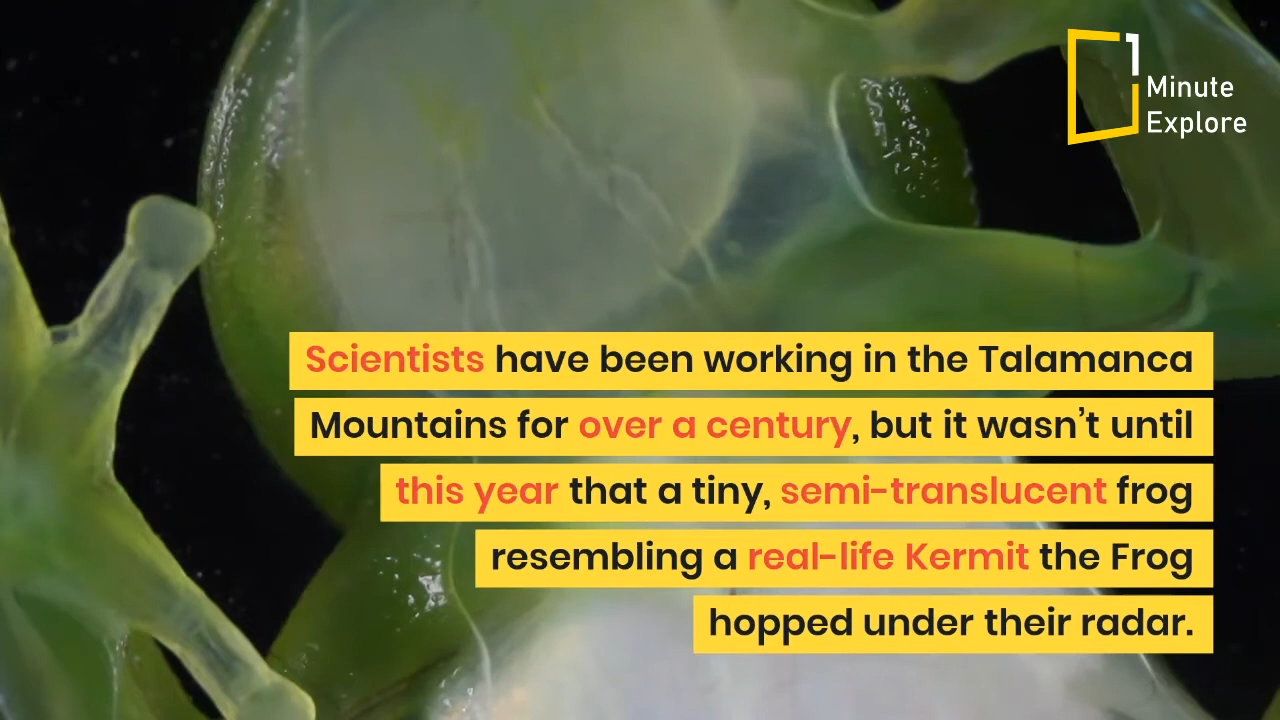 1 Minute
Explore
Scientists have been working in the Talamanca
Mountains for over a century, but it wasn’t until
this year that a tiny, semi-translucent frog
resembling a real-life Kermit the Frog
hopped under their radar.